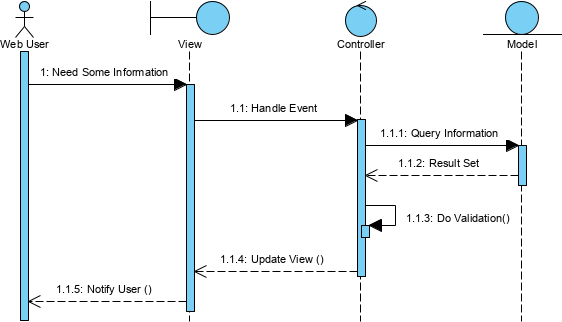 Web User
View
Controller
Model
1: Need Some Information
1.1: Handle Event
1.1.1: Query Information
1.1.2: Result Set
1.1.3: Do Validation()
1.1.4: Update View ()
1.1.5: Notify User ()